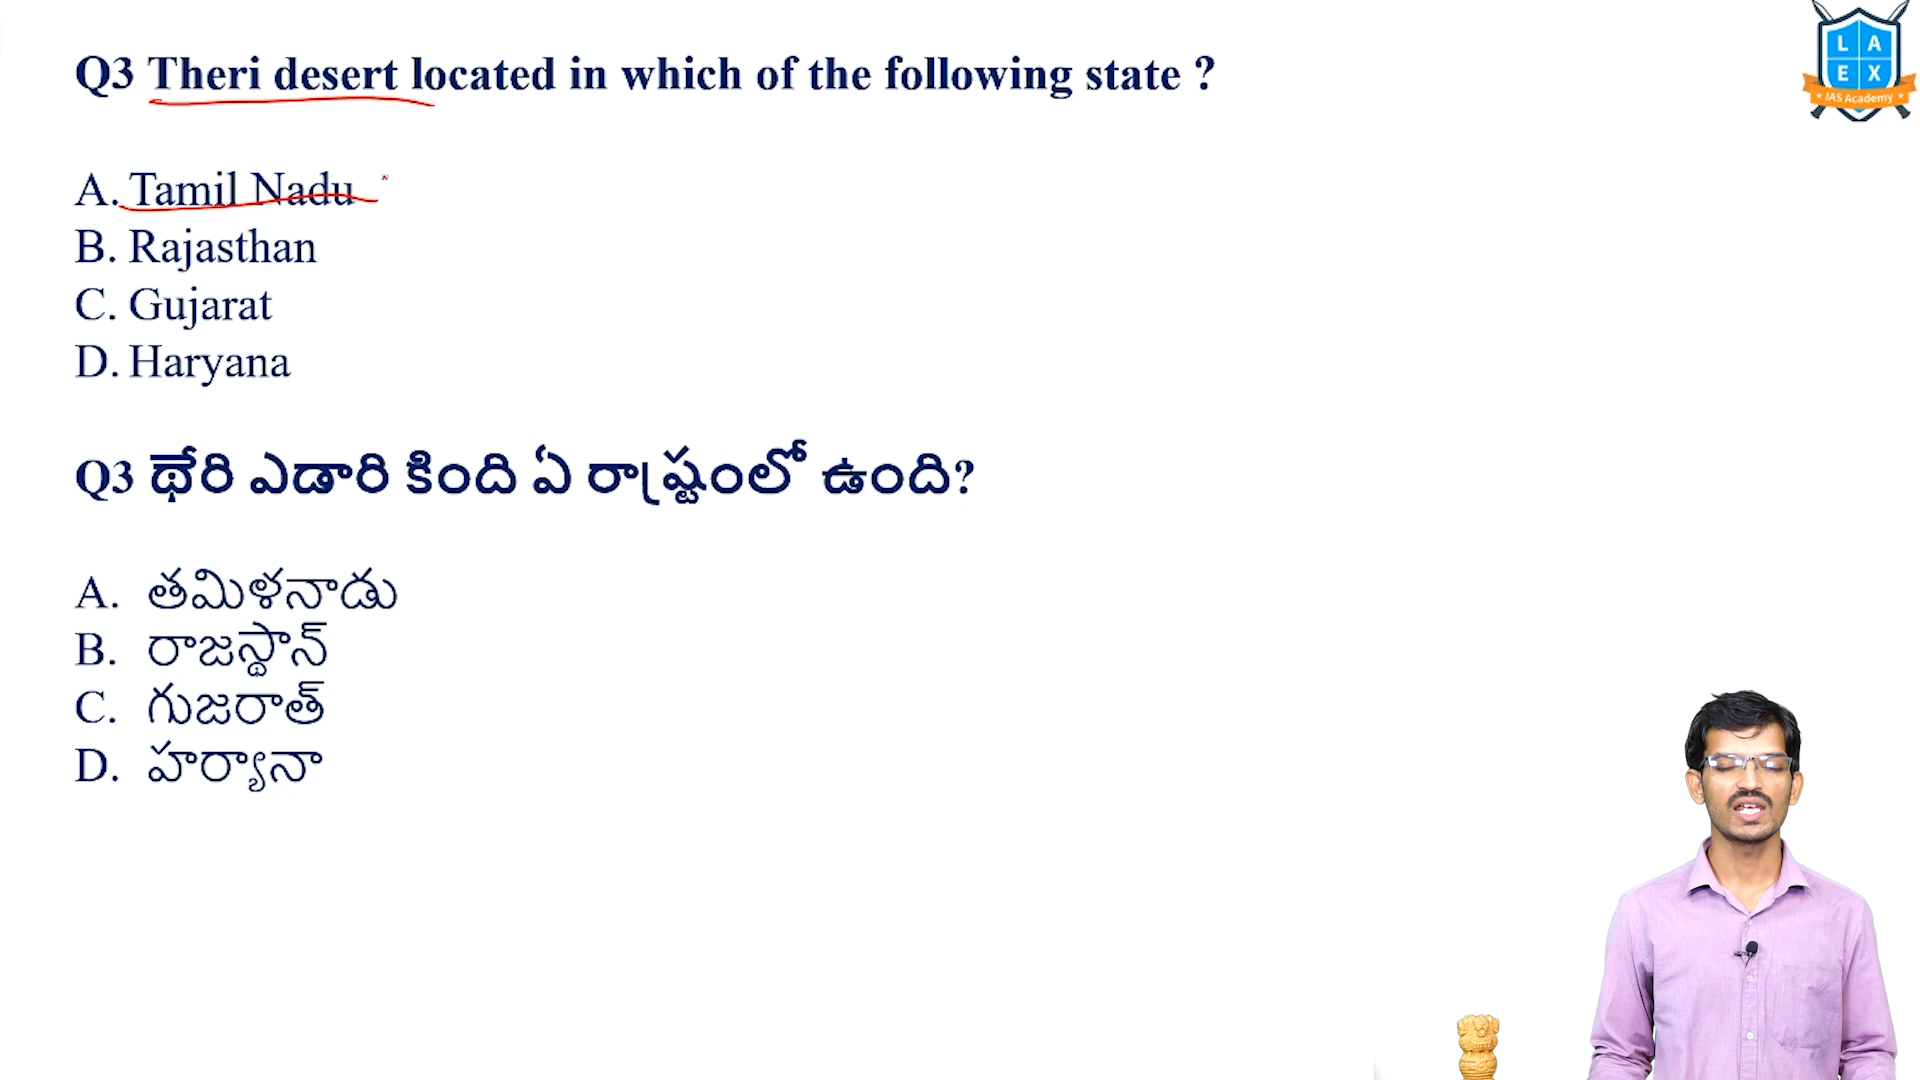 Q3 Theri desert located in which of the following state ?
A. Tamil Nadu
B. Rajasthan
C. Gujarat
D. Haryana
Q3 థేరి ఎడారి కింది ఏ రాష్ట్రంలో ఉంది?
A. తమిళనాడు
B. రాజస్థాన్
C. గుజరాత్
D. హర్యానా
L A
E X
IAS Academy